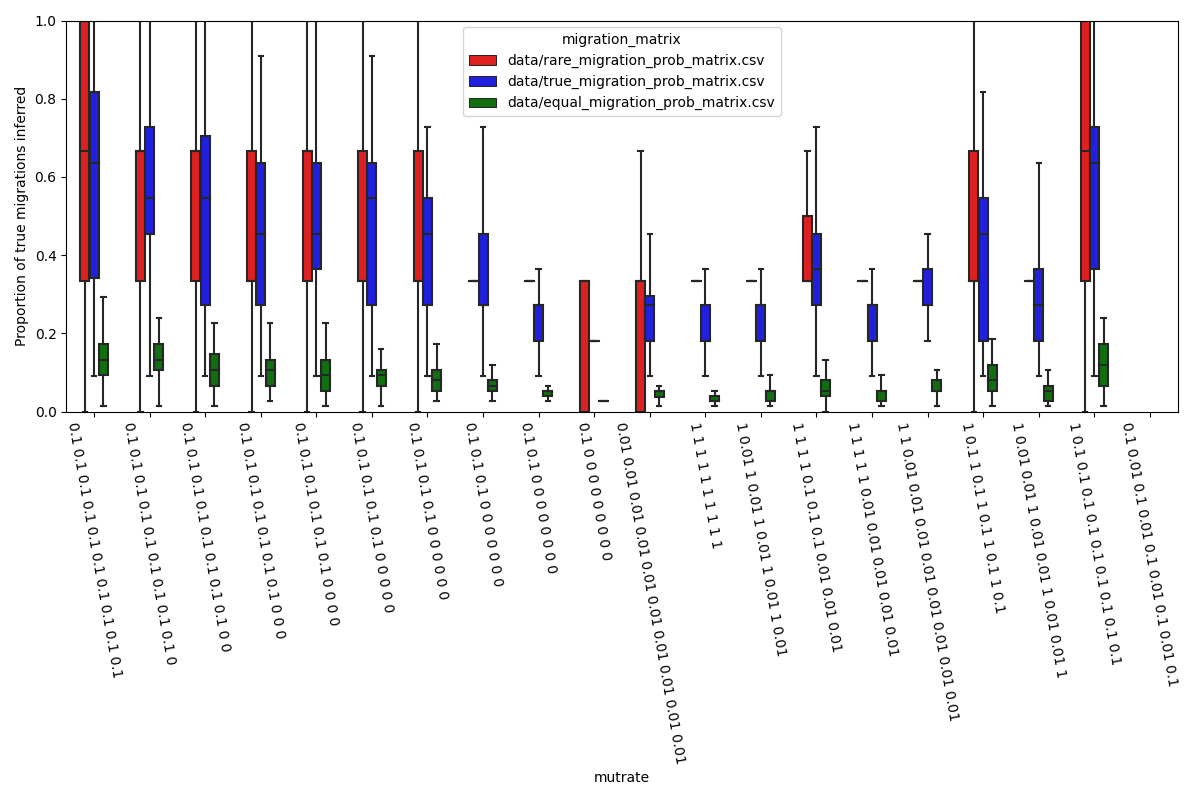 migration_matrix
data/rare_migration_prob_matrix.csv
data/true_migration_prob_matrix.csv
data/equal_migration_prob_matrix.csv
Proportion of true migrations inferred
1.0
0.8
0.6
0.4
0.2
0.0
0.1 0.1 0.1 0.1 0.1 0.1 0.1 0.1 0.1 0.1
0.1 0.1 0.1 0.1 0.1 0.1 0.1 0.1 0.1 0
0.1 0.1 0.1 0.1 0.1 0.1 0.1 0.1 0 0
0.1 0.1 0.1 0.1 0.1 0.1 0.1 0 0 0
0.1 0.1 0.1 0.1 0.1 0.1 0 0 0 0
0.1 0.1 0.1 0.1 0.1 0 0 0 0 0
0.1 0.1 0.1 0.1 0 0 0 0 0 0
0.1 0.1 0.1 0 0 0 0 0 0 0
0.1 0.1 0 0 0 0 0 0 0 0
0.1 0 0 0 0 0 0 0 0 0
0.01 0.01 0.01 0.01 0.01 0.01 0.01 0.01 0.01 0.01
1 1 1 1 1 1 1 1 1 1
1 0.01 1 0.01 1 0.01 1 0.01 1 0.01
1 1 1 1 0.1 0.1 0.1 0.01 0.01 0.01
1 1 1 1 1 0.01 0.01 0.01 0.01 0.01
1 1 0.01 0.01 0.01 0.01 0.01 0.01 0.01 0.01
1 0.1 1 0.1 1 0.1 1 0.1 1 0.1
1 0.01 0.01 1 0.01 0.01 1 0.01 0.01 1
1 0.1 0.1 0.1 0.1 0.1 0.1 0.1 0.1 0.1
0.1 0.01 0.1 0.01 0.1 0.01 0.1 0.01 0.1
mutrate